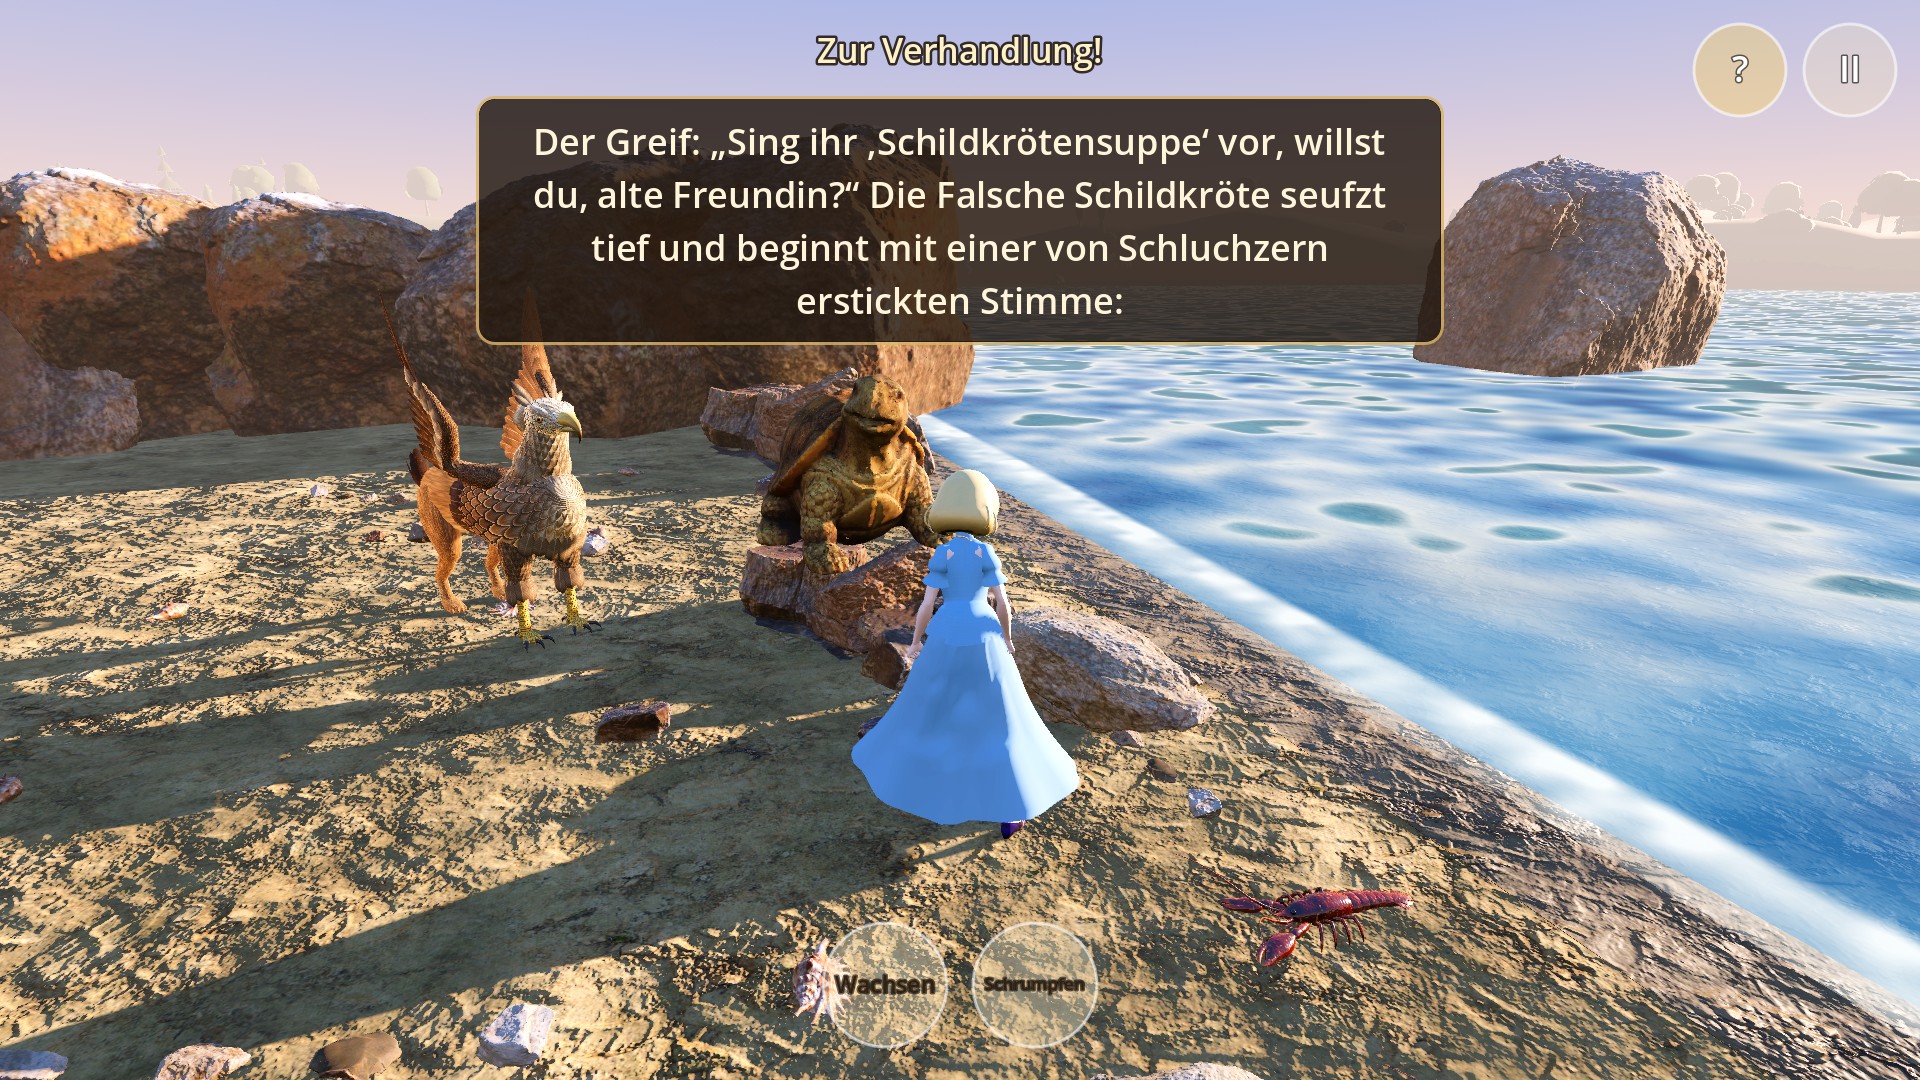 Zur Verhandlung!
?
Der Greif: „Sing ihr ‚Schildkrötensuppe‘ vor, willst
du, alte Freundin?“ Die Falsche Schildkröte seufzt
tief und beginnt mit einer von Schluchzern
erstickten Stimme:
Wachsen
Schrumpfen